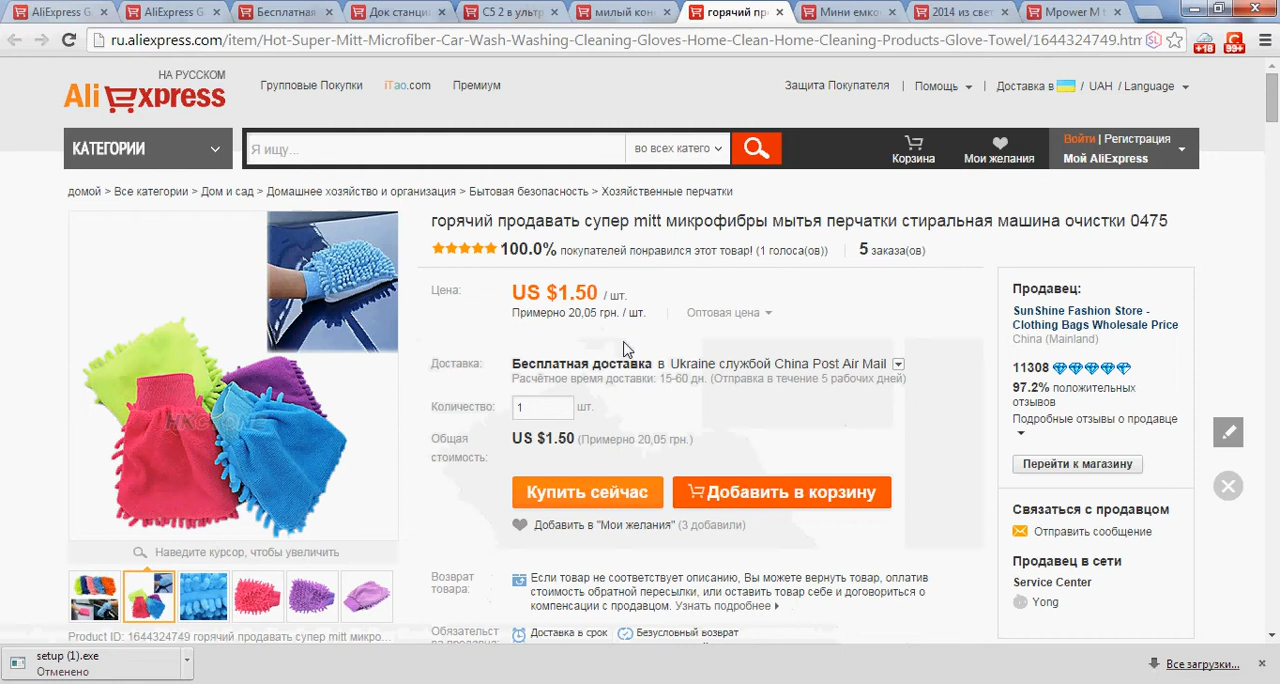 AliExpress G
AliExpress G
Бесплатная
Док станци
С5 2 в ультр
милый кон
горячий пр
Мини емко
2014 из свет
Mpower M t
ru.aliexpress.com/item/Hot-Super-Mitt-Microfiber-Car-Wash-Washing-Cleaning-Gloves-Home-Clean-Home-Cleaning-Products-Glove-Towel/1644324749.htm
+18
99+
НА РУССКОМ
AliExpress
Групповые Покупки
iTao.com
Премиум
Защита Покупателя | Помощь | Доставка в / UAH / Language
КАТЕГОРИИ
Я ищу...
во всех катего
Корзина
Мои желания
Войти | Регистрация
Мой AliExpress
домой > Все категории > Дом и сад > Домашнее хозяйство и организация > Бытовая безопасность > Хозяйственные перчатки
горячий продавать супер mitt микрофибры мытья перчатки стиральная машина очистки 0475
100.0% покупателей понравился этот товар! (1 голоса(ов)) | 5 заказа(ов)
Цена:
US $1.50 / шт.
Примерно 20,05 грн. / шт.
Оптовая цена
Доставка:
Бесплатная доставка в Ukraine службой China Post Air Mail
Расчётное время доставки: 15-60 дн. (Отправка в течение 5 рабочих дней)
Количество:
1
шт.
Общая
стоимость:
US $1.50 (Примерно 20,05 грн.)
Купить сейчас
Добавить в корзину
Добавить в "Мои желания" (3 добавили)
Возврат
товара:
Если товар не соответствует описанию, Вы можете вернуть товар, оплатив
стоимость обратной пересылки, или оставить товар себе и договориться о
компенсации с продавцом. Узнать подробнее
Обязательст
Доставка в срок
Безусловный возврат
Продавец:
SunShine Fashion Store -
Clothing Bags Wholesale Price
China (Mainland)
11308
97.2% положительных
отзывов
Подробные отзывы о продавце
Перейти к магазину
Связаться с продавцом
Отправить сообщение
Продавец в сети
Service Center
Yong
Наведите курсор, чтобы увеличить
Product ID: 1644324749 горячий продавать супер mitt микро...
setup (1).exe
Отменено
Все загрузки...